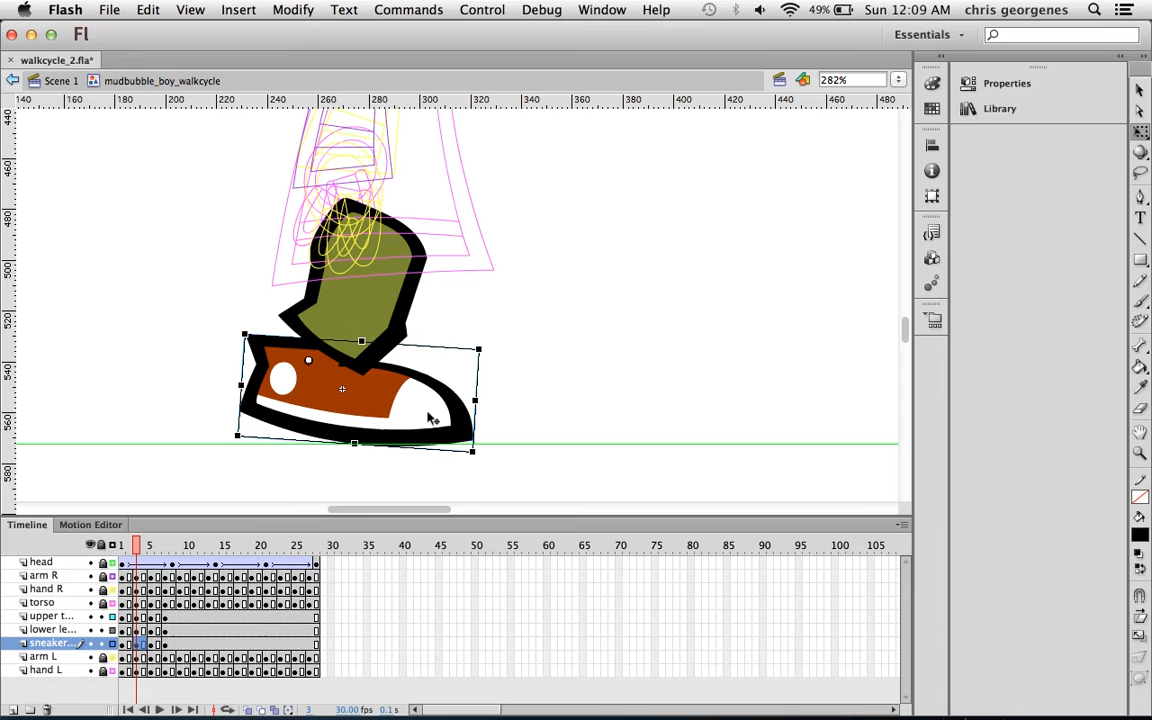 Flash File Edit View Insert Modify Text Commands Control Debug Window Help 49% Sun 12:09 AM chris georgenes
Fl Essentials
walkcycle_2.fla*
Scene 1 mudbubble_boy_walkcycle 282%
140 160 180 200 220 240 260 280 300 320 340 360 380 400 420 440 460 480
440
460
480
500
520
540
560
580
Properties
Library
Timeline Motion Editor
1 5 10 15 20 25 30 35 40 45 50 55 60 65 70 75 80 85 90 95 100 105
head
arm R
hand R
torso
upper t...
lower le...
sneaker...
arm L
hand L
3 30.00 fps 0.1 s